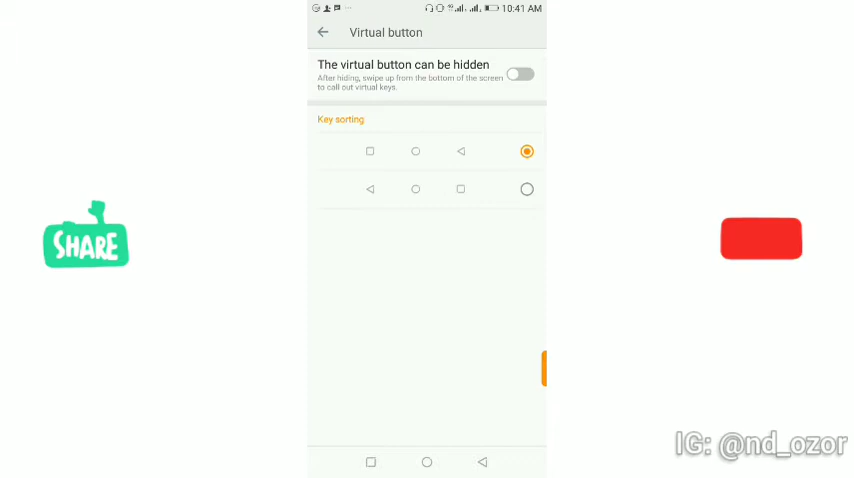 10:41 AM
Virtual button
The virtual button can be hidden
After hiding, swipe up from the bottom of the screen
to call out virtual keys.
Key sorting
SHARE
IG: @nd_ozor